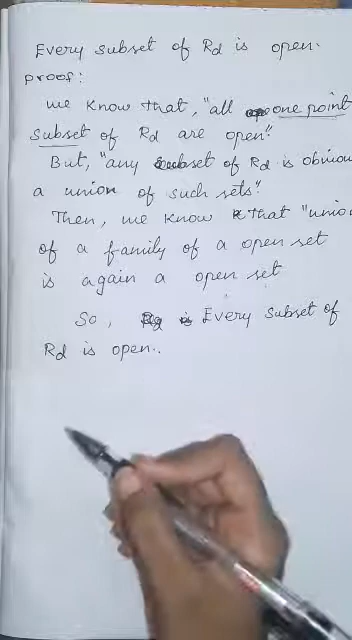 Every subset of Rd is open.
proof:
We know that, "all one point
subset of Rd are open."
But, "any subset of Rd is obviou
a union of such sets".
Then, we know that "unio
of a family of a open set
is again a open set
So, Every subset of
Rd is open.